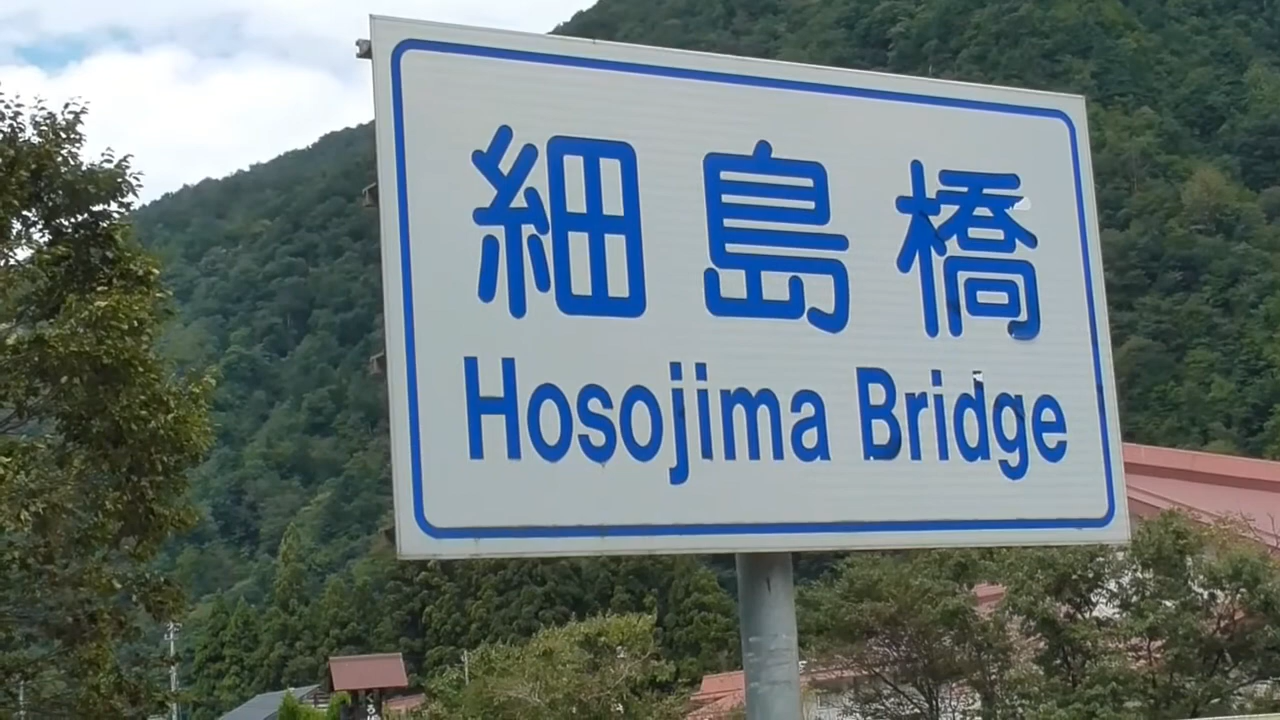 細島橋
Hosojima Bridge